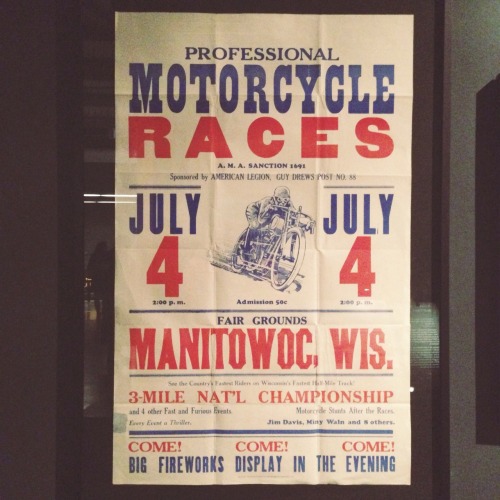 PROFESSIONAL
MOTORCYCLE
RACES
A. M. A. SANCTION 1691
Sponsored by AMERICAN LEGION, GUY DREWS POST NO. 88
JULY
4
2:00 p. m.
Admission 50c
JULY
4
2:00 p. m.
FAIR GROUNDS
MANITOWOC, WIS.
See the Country's Fastest Riders on Wisconsin's Fastest Half-Mile Track!
3-MILE NAT'L CHAMPIONSHIP
and 4 other Fast and Furious Events
Motorcycle Stunts After the Races.
Every Event a Thriller.
Jim Davis, Miny Waln and 8 others.
COME! COME! COME!
BIG FIREWORKS DISPLAY IN THE EVENING